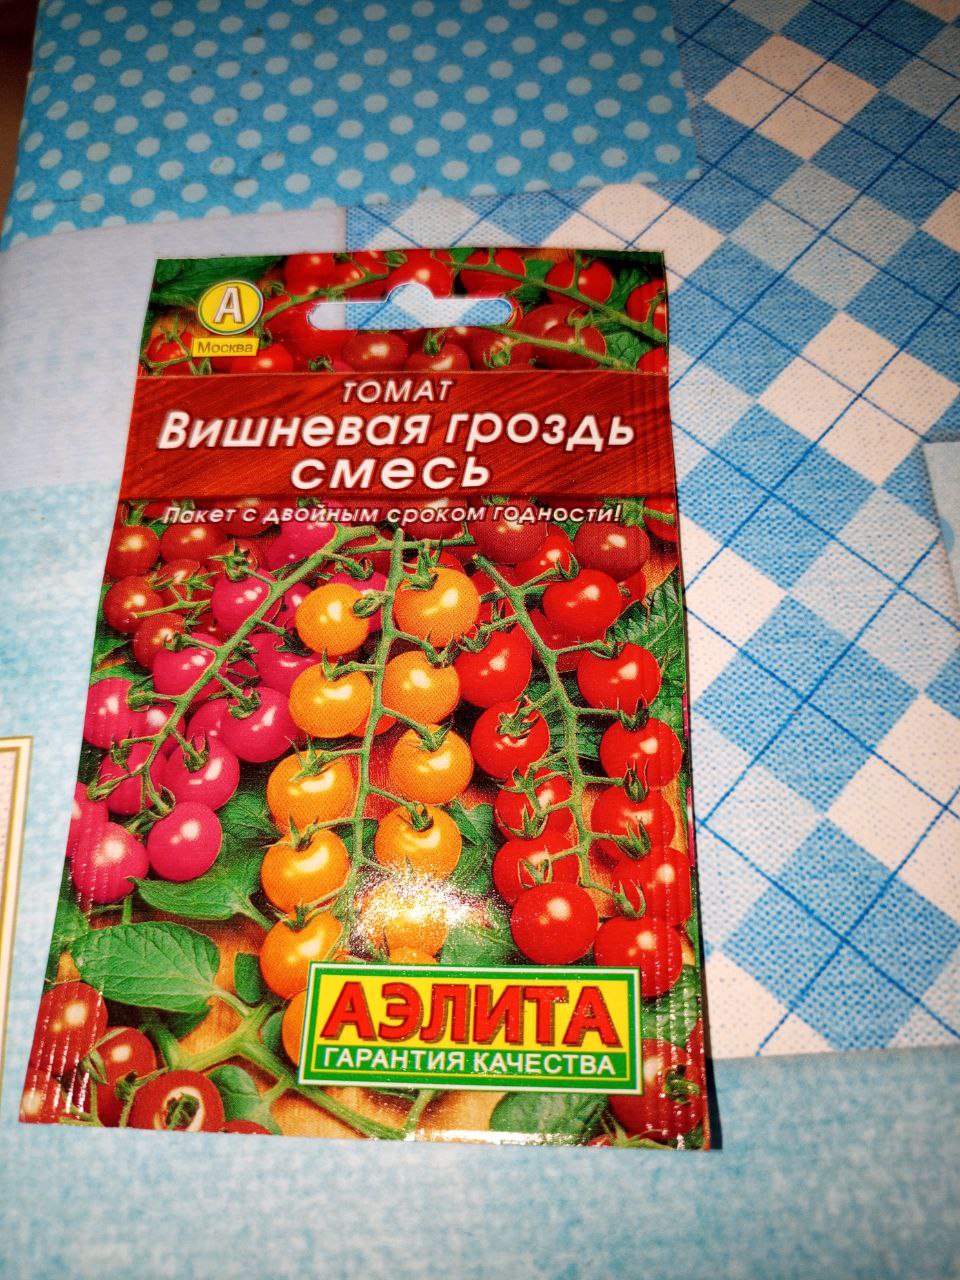 А
Москва
ТОМАТ
Вишневая гроздь
смесь
Пакет с двойным сроком годности!
АЭЛИТА
ГАРАНТИЯ КАЧЕСТВА